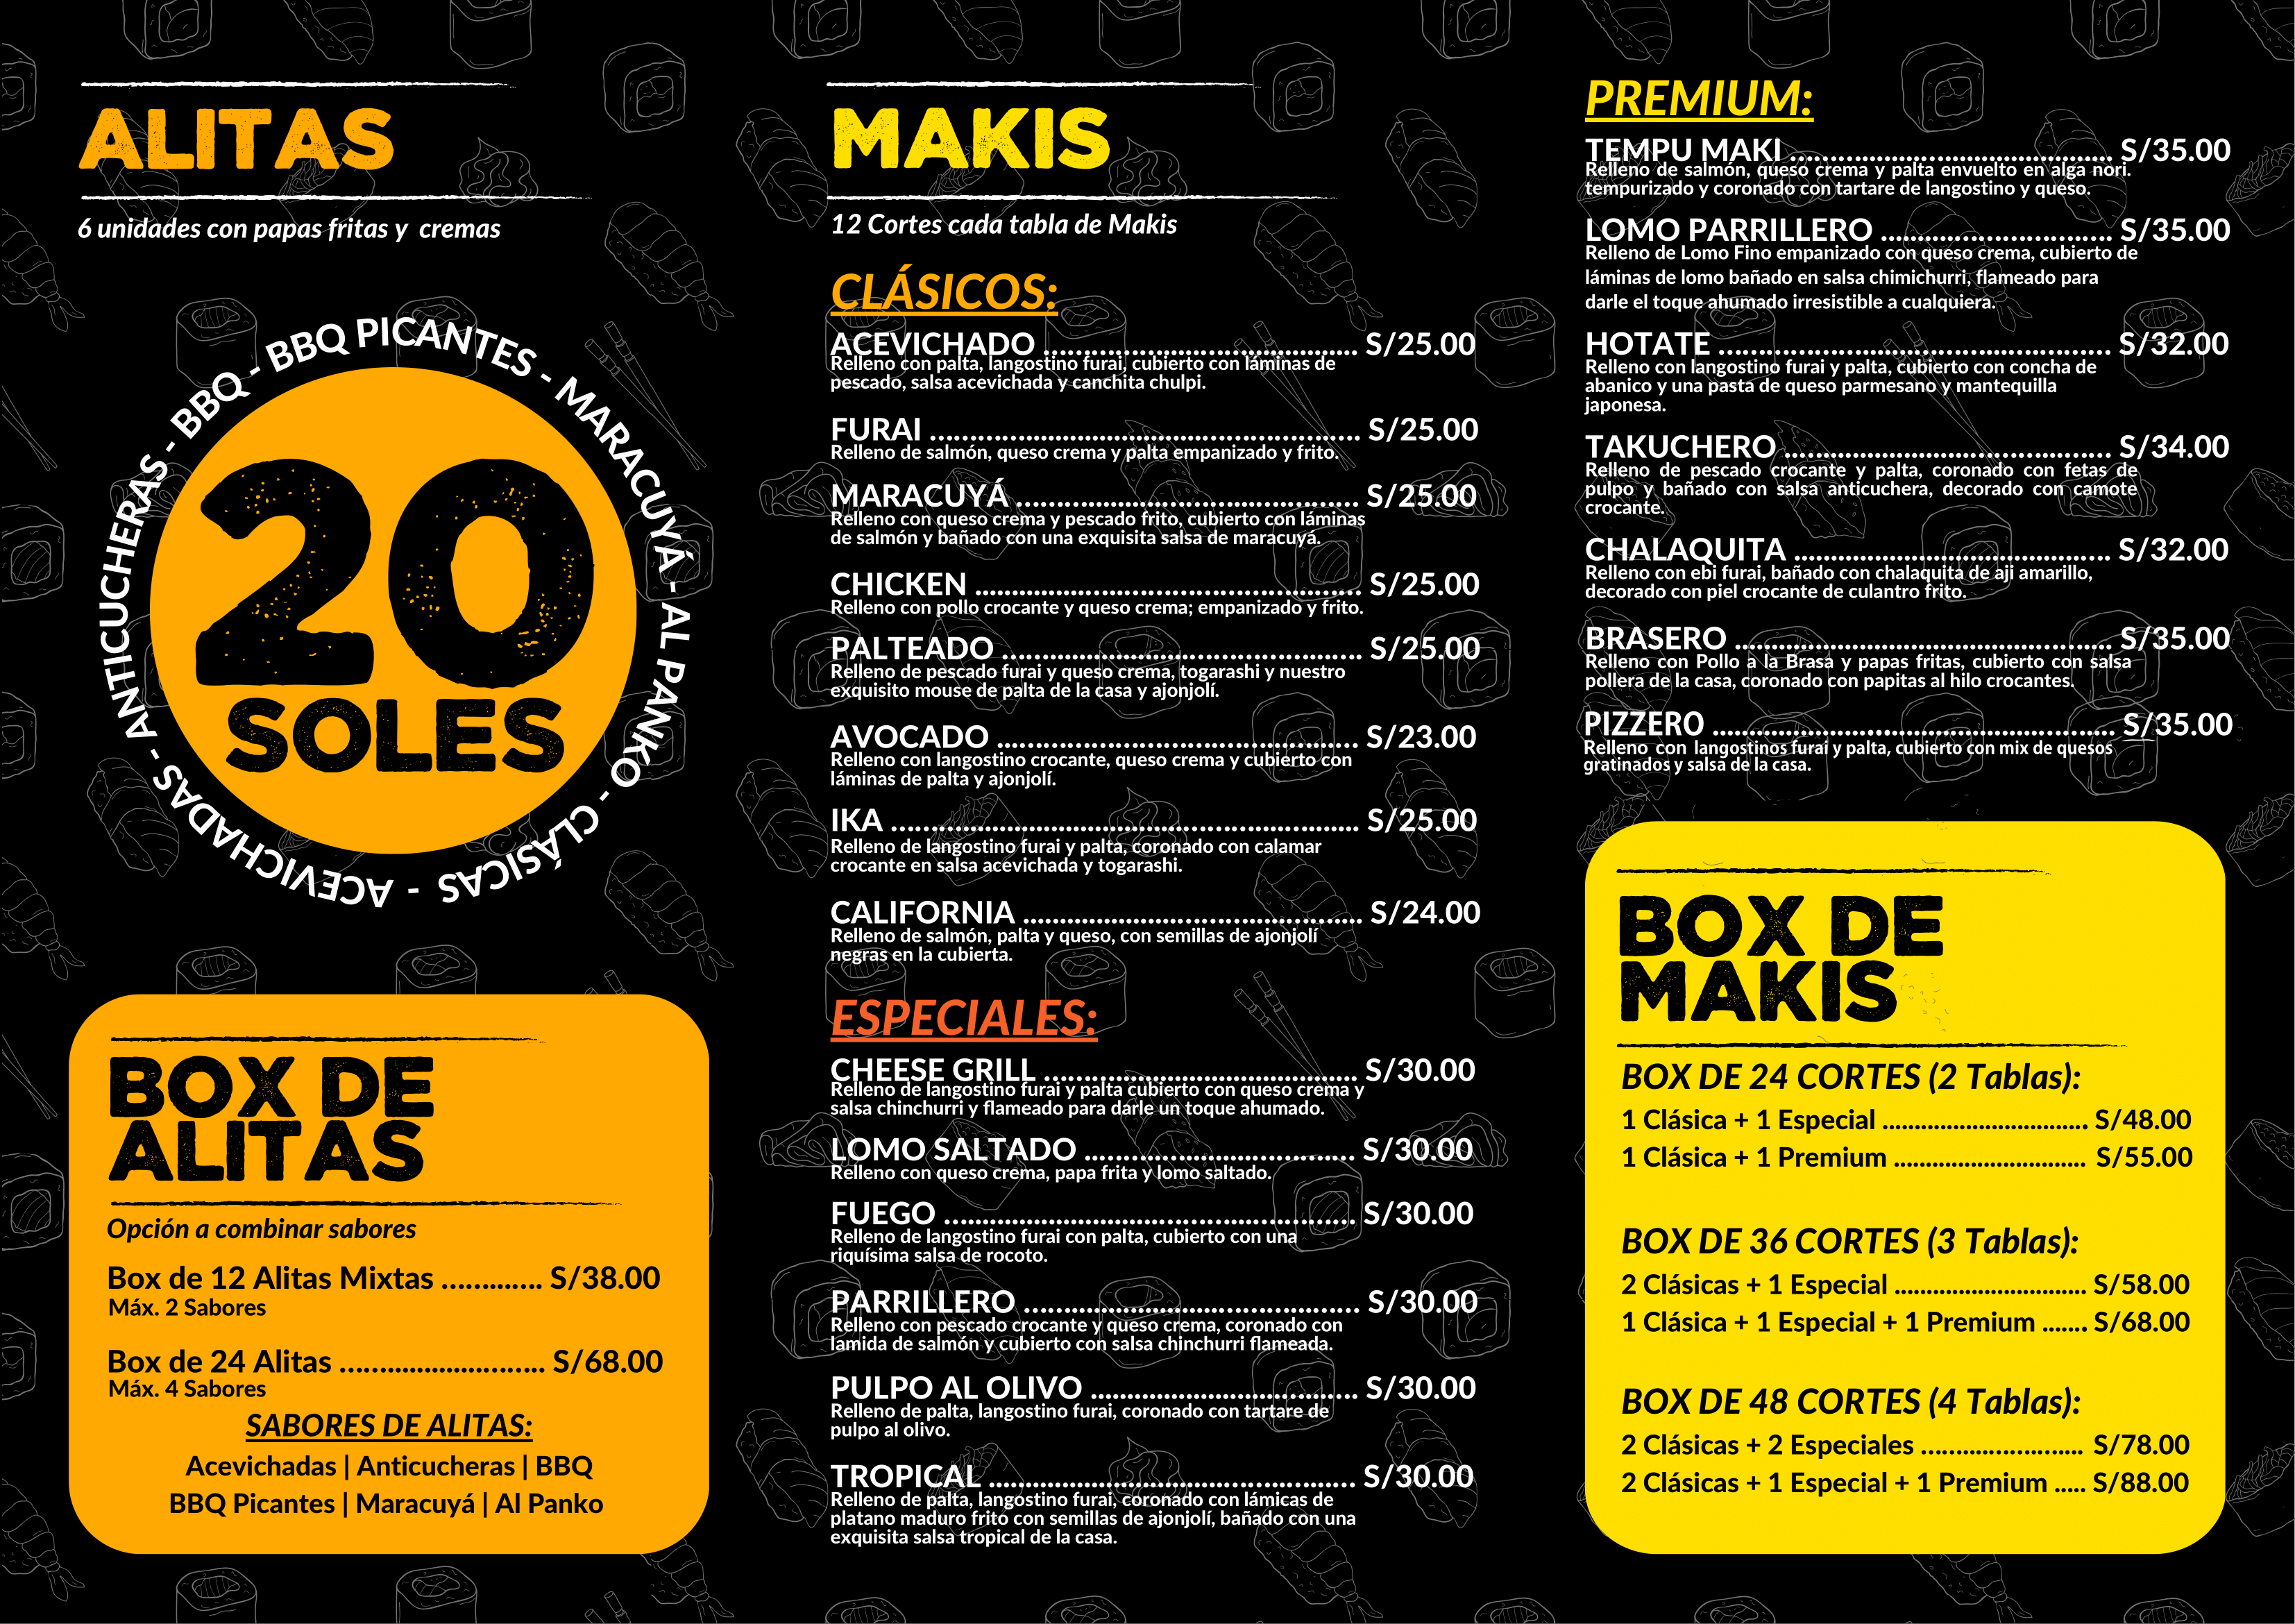 ALITAS
6 unidades con papas fritas y cremas
ACEVICHADAS - ANTICUCHERAS - BBQ - BBQ PICANTES - MARACUYÁ - AL PANKO - CLÁSICAS -
20
SOLES
BOX DE
ALITAS
Opción a combinar sabores
Box de 12 Alitas Mixtas ............. S/38.00
Máx. 2 Sabores
Box de 24 Alitas .......................... S/68.00
Máx. 4 Sabores
SABORES DE ALITAS:
Acevichadas | Anticucheras | BBQ
BBQ Picantes | Maracuyá | Al Panko
MAKIS
12 Cortes cada tabla de Makis
CLÁSICOS:
ACEVICHADO ........................................ S/25.00
Relleno con palta, langostino furai, cubierto con láminas de
pescado, salsa acevichada y canchita chulpi.
FURAI ........................................ S/25.00
Relleno de salmón, queso crema y palta empanizado y frito.
MARACUYÁ ........................................ S/25.00
Relleno con queso crema y pescado frito, cubierto con láminas
de salmón y bañado con una exquisita salsa de maracuyá.
CHICKEN ........................................ S/25.00
Relleno con pollo crocante y queso crema; empanizado y frito.
PALTEADO ........................................ S/25.00
Relleno de pescado furai y queso crema, togarashi y nuestro
exquisito mouse de palta de la casa y ajonjolí.
AVOCADO ........................................ S/23.00
Relleno con langostino crocante, queso crema y cubierto con
láminas de palta y ajonjolí.
IKA ........................................ S/25.00
Relleno de langostino furai y palta, coronado con calamar
crocante en salsa acevichada y togarashi.
CALIFORNIA ........................................ S/24.00
Relleno de salmón, palta y queso, con semillas de ajonjolí
negras en la cubierta.
ESPECIALES:
CHEESE GRILL ........................................ S/30.00
Relleno de langostino furai y palta cubierto con queso crema y
salsa chinchurri y flameado para darle un toque ahumado.
LOMO SALTADO ........................................ S/30.00
Relleno con queso crema, papa frita y lomo saltado.
FUEGO ........................................ S/30.00
Relleno de langostino furai con palta, cubierto con una
riquísima salsa de rocoto.
PARRILLERO ........................................ S/30.00
Relleno con pescado crocante y queso crema, coronado con
lamida de salmón y cubierto con salsa chinchurri flameada.
PULPO AL OLIVO ........................................ S/30.00
Relleno de palta, langostino furai, coronado con tartare de
pulpo al olivo.
TROPICAL ........................................ S/30.00
Relleno de palta, langostino furai, coronado con lámicas de
platano maduro frito con semillas de ajonjolí, bañado con una
exquisita salsa tropical de la casa.
PREMIUM:
TEMPU MAKI ........................................ S/35.00
Relleno de salmón, queso crema y palta envuelto en alga nori.
tempurizado y coronado con tartare de langostino y queso.
LOMO PARRILLERO ........................................ S/35.00
Relleno de Lomo Fino empanizado con queso crema, cubierto de
láminas de lomo bañado en salsa chimichurri, flameado para
darle el toque ahumado irresistible a cualquiera.
HOTATE ........................................ S/32.00
Relleno con langostino furai y palta, cubierto con concha de
abanico y una pasta de queso parmesano y mantequilla
japonesa.
TAKUCHERO ........................................ S/34.00
Relleno de pescado crocante y palta, coronado con fetas de
pulpo y bañado con salsa anticuchera, decorado con camote
crocante.
CHALAQUITA ........................................ S/32.00
Relleno con ebi furai, bañado con chalaquita de aji amarillo,
decorado con piel crocante de culantro frito.
BRASERO ........................................ S/35.00
Relleno con Pollo a la Brasa y papas fritas, cubierto con salsa
pollera de la casa, coronado con papitas al hilo crocantes.
PIZZERO ........................................ S/35.00
Relleno con langostinos furai y palta, cubierto con mix de quesos
gratinados y salsa de la casa.
BOX DE
MAKIS
BOX DE 24 CORTES (2 Tablas):
1 Clásica + 1 Especial ................................ S/48.00
1 Clásica + 1 Premium .............................. S/55.00
BOX DE 36 CORTES (3 Tablas):
2 Clásicas + 1 Especial .............................. S/58.00
1 Clásica + 1 Especial + 1 Premium ....... S/68.00
BOX DE 48 CORTES (4 Tablas):
2 Clásicas + 2 Especiales ......................... S/78.00
2 Clásicas + 1 Especial + 1 Premium ..... S/88.00